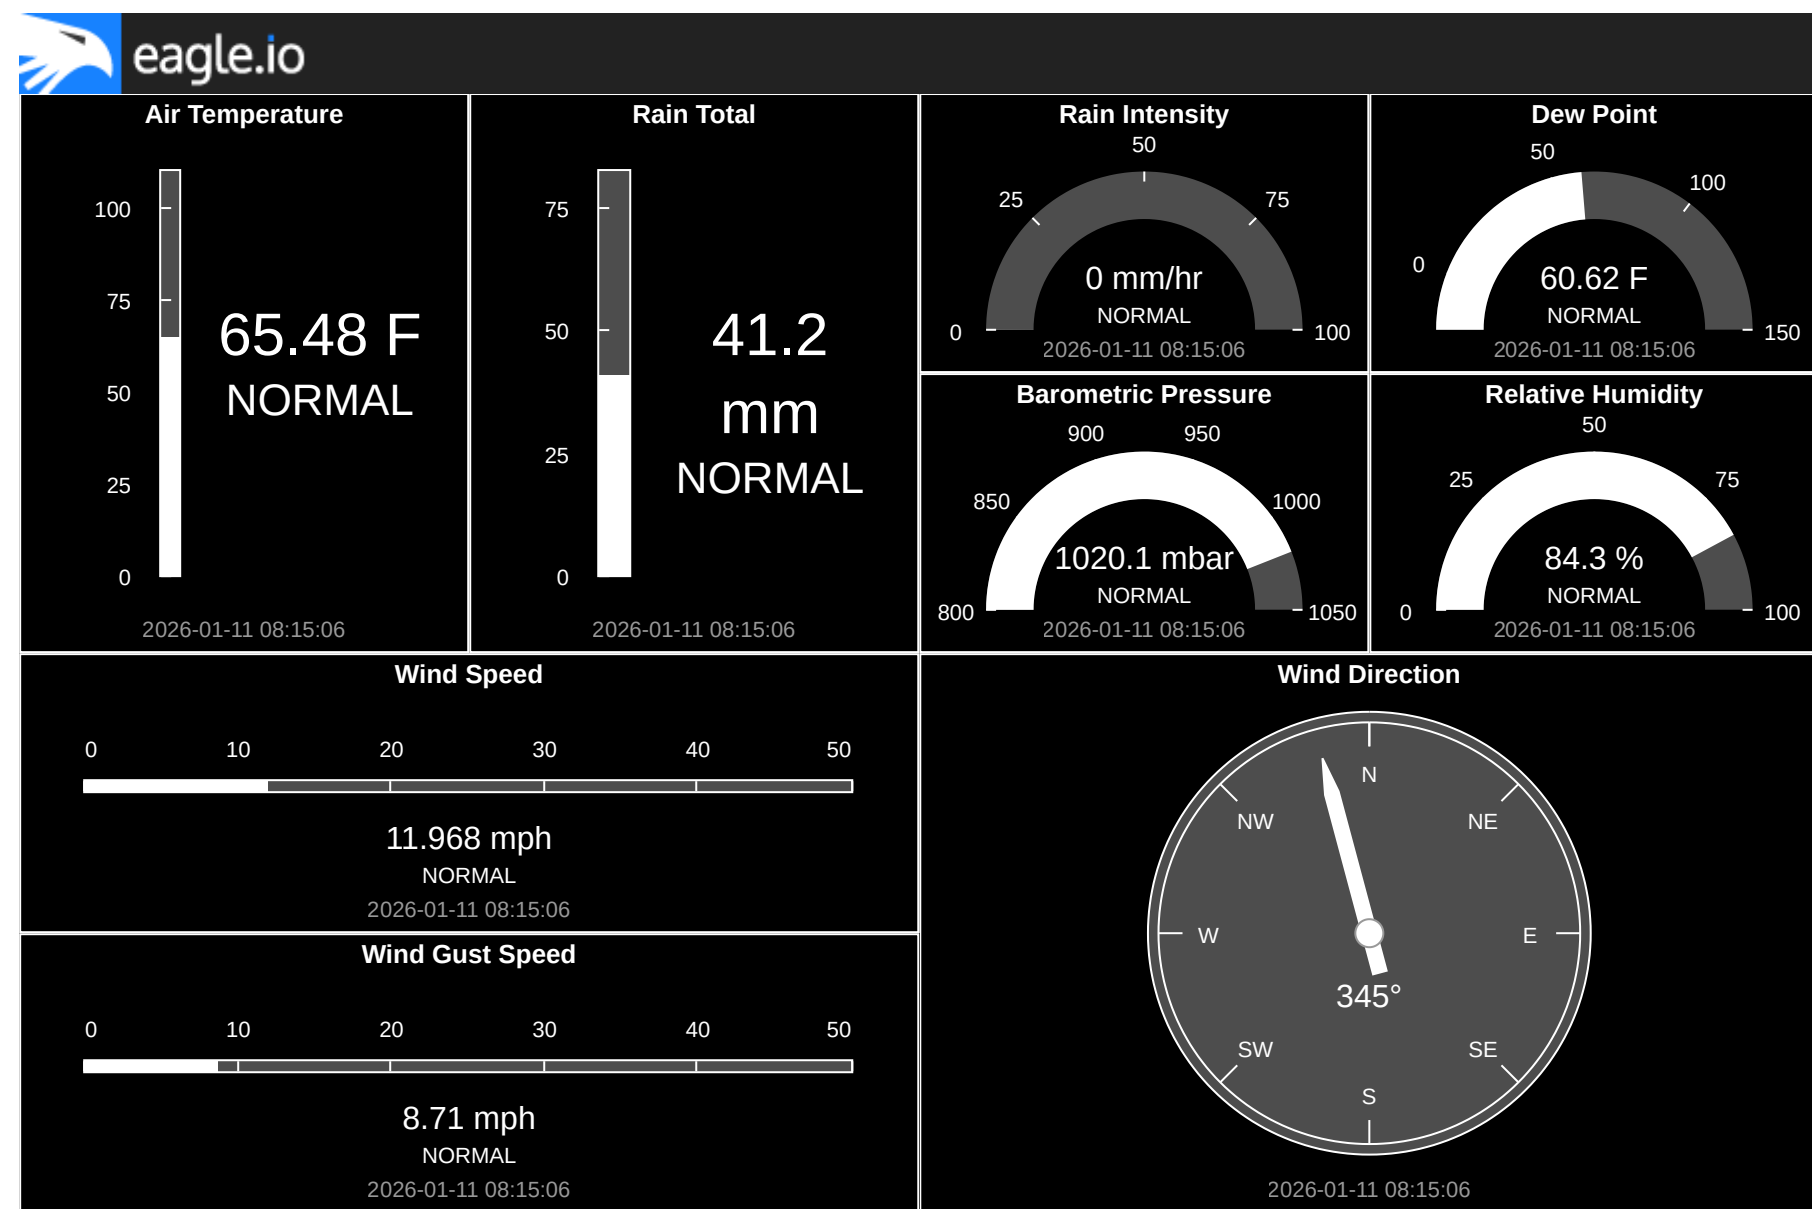 eagle.io
Air Temperature
100
75
50
25
0
65.48 F
NORMAL
2026-01-11 08:15:06
Rain Total
75
50
25
0
41.2
mm
NORMAL
2026-01-11 08:15:06
Rain Intensity
0
25
50
75
100
0 mm/hr
NORMAL
2026-01-11 08:15:06
Dew Point
0
50
100
150
60.62 F
NORMAL
2026-01-11 08:15:06
Barometric Pressure
800
850
900
950
1000
1050
1020.1 mbar
NORMAL
2026-01-11 08:15:06
Relative Humidity
0
25
50
75
100
84.3 %
NORMAL
2026-01-11 08:15:06
Wind Speed
0 10 20 30 40 50
11.968 mph
NORMAL
2026-01-11 08:15:06
Wind Gust Speed
0 10 20 30 40 50
8.71 mph
NORMAL
2026-01-11 08:15:06
Wind Direction
N
NW NE
W E
345°
SW SE
S
2026-01-11 08:15:06